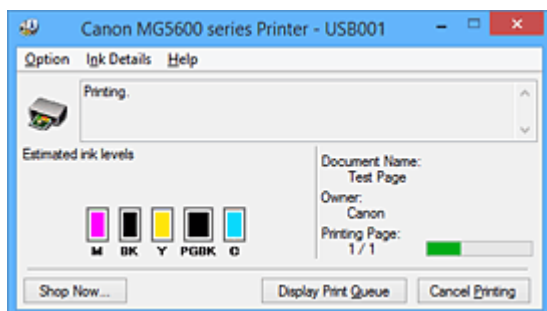 Canon MG5600 series Printer - USB001
Option Ink Details Help
Printing.
Estimated ink levels
M BK Y PGBK C
Document Name:
Test Page
Owner:
Canon
Printing Page:
1 / 1
Shop Now... Display Print Queue Cancel Printing